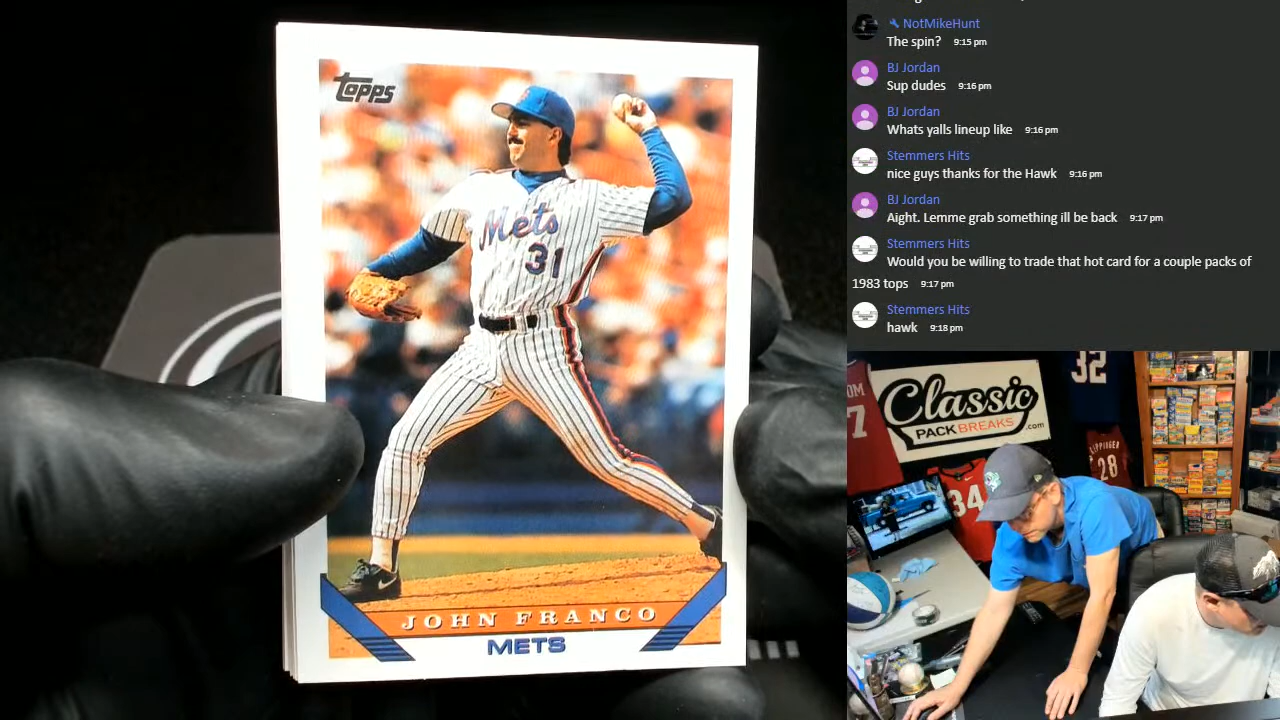 TOPPS
Mets
31
JOHN FRANCO
METS
NotMikeHunt
The spin? 9:15 pm
BJ Jordan
Sup dudes 9:16 pm
BJ Jordan
Whats yalls lineup like 9:16 pm
Stemmers Hits
nice guys thanks for the Hawk 9:16 pm
BJ Jordan
Aight. Lemme grab something ill be back 9:17 pm
Stemmers Hits
Would you be willing to trade that hot card for a couple packs of
1983 tops 9:17 pm
Stemmers Hits
hawk 9:18 pm
OM
7
Classic
PACKBREAKS.com
32
34
28